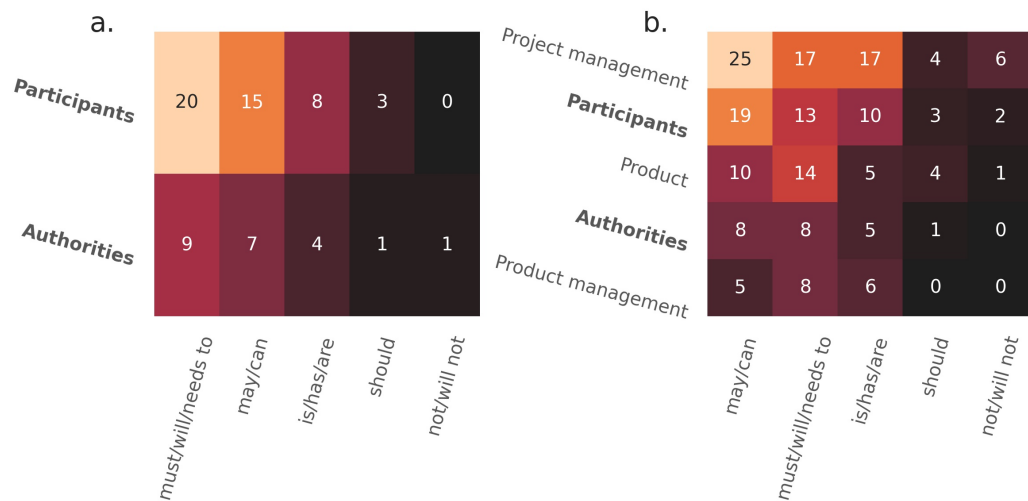 a.
Participants
20 15 8 3 0
Authorities
9 7 4 1 1
must/will/needs to
may/can
is/has/are
should
not/will not
b.
Project management
25 17 17 4 6
Participants
19 13 10 3 2
Product
10 14 5 4 1
Authorities
8 8 5 1 0
Product management
5 8 6 0 0
may/can
must/will/needs to
is/has/are
should
not/will not